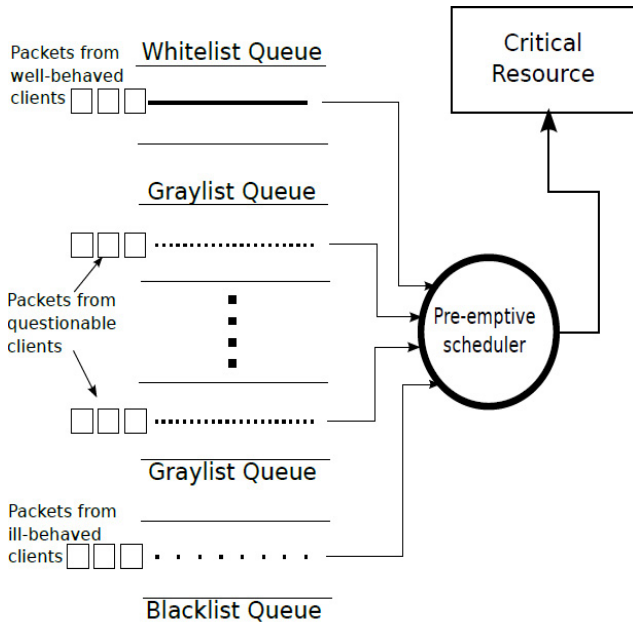 Packets from
well-behaved
clients
Whitelist Queue
Critical
Resource
Graylist Queue
Packets from
questionable
clients
Pre-emptive
scheduler
Graylist Queue
Packets from
ill-behaved
clients
Blacklist Queue